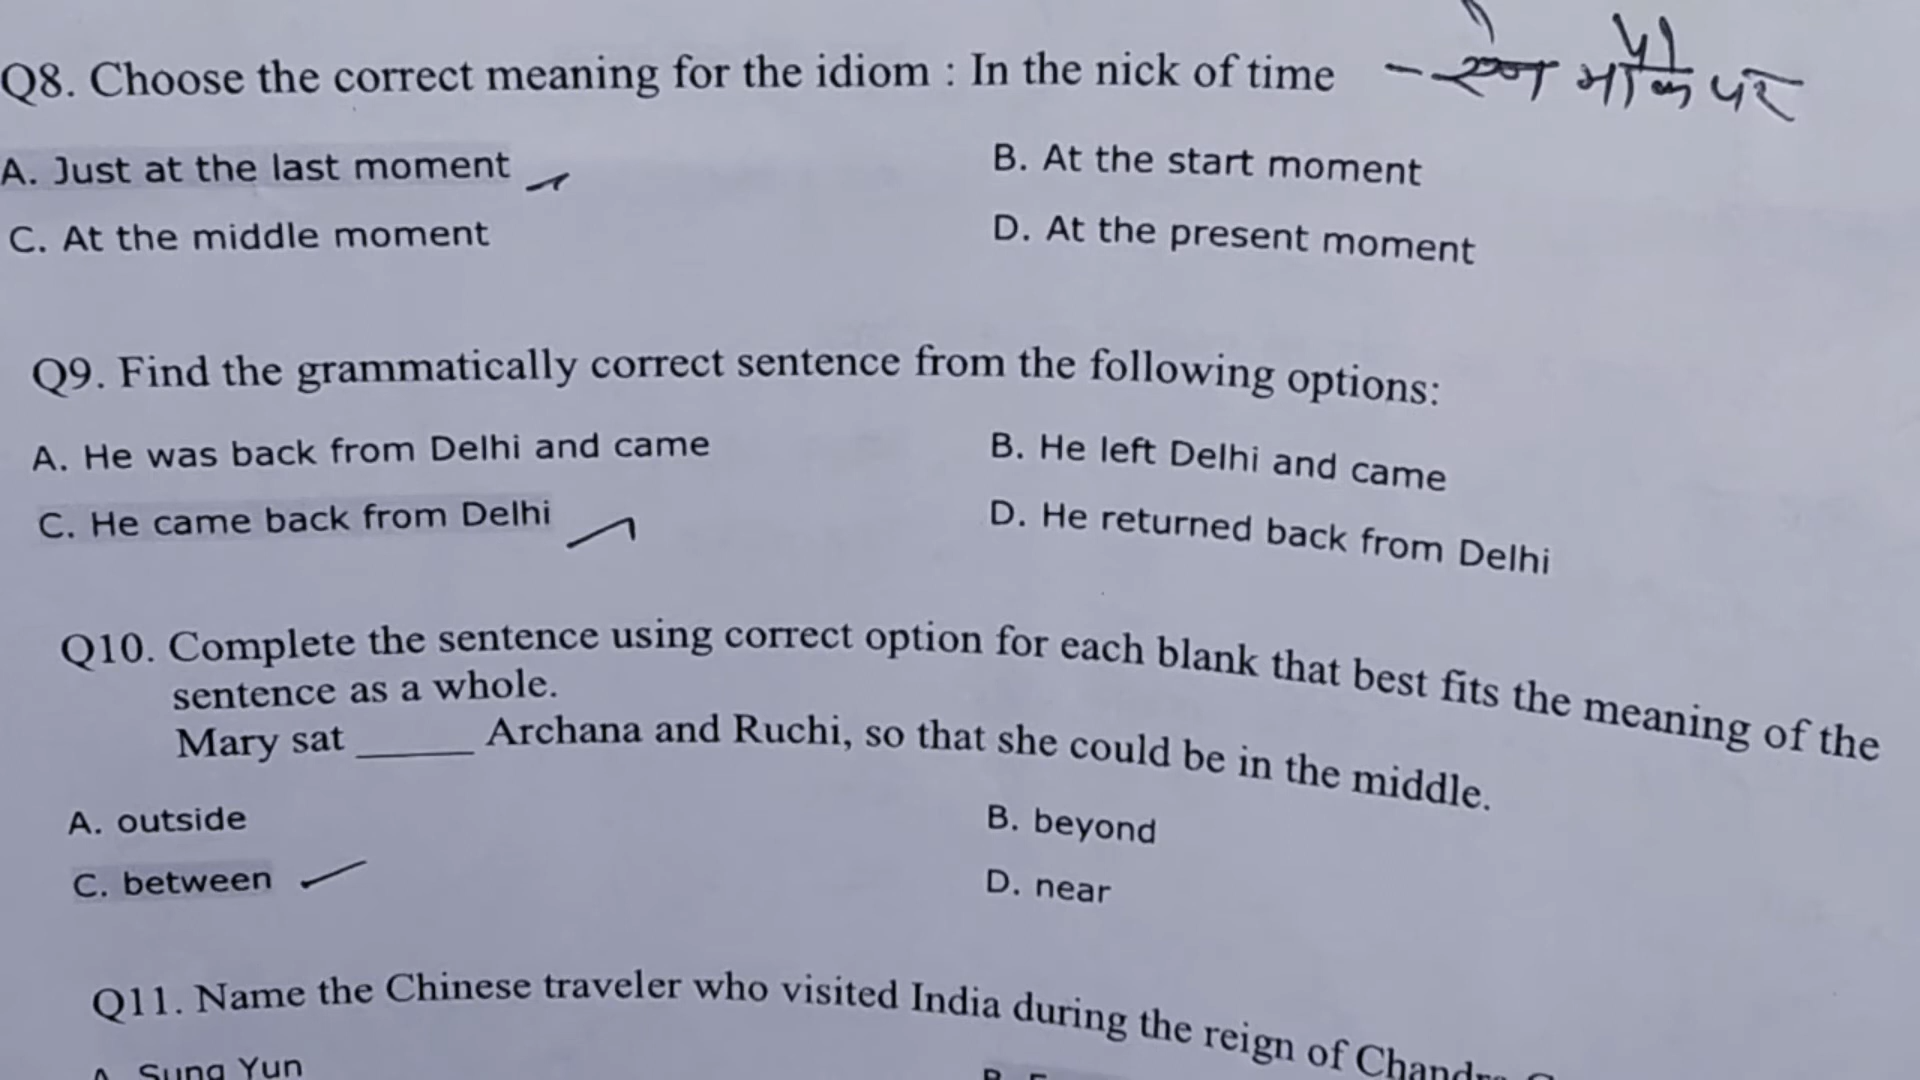 Q8. Choose the correct meaning for the idiom : In the nick of time - पर
A. Just at the last moment
B. At the start moment
C. At the middle moment
D. At the present moment
Q9. Find the grammatically correct sentence from the following options:
A. He was back from Delhi and came
B. He left Delhi and came
C. He came back from Delhi
D. He returned back from Delhi
Q10. Complete the sentence using correct option for each blank that best fits the meaning of the
sentence as a whole.
Mary sat ______ Archana and Ruchi, so that she could be in the middle.
A. outside
B. beyond
C. between
D. near
Q11. Name the Chinese traveler who visited India during the reign of Chandra
A. Sung Yun
B.